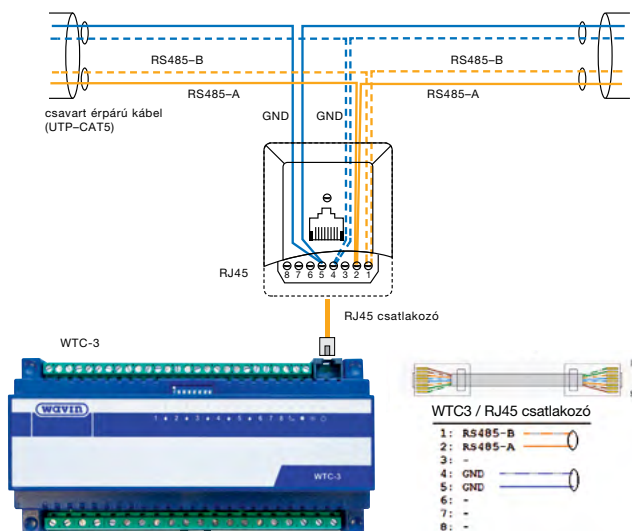 RS485–B
RS485–B
RS485–A
RS485–A
csavart érpárú kábel
(UTP–CAT5)
GND
GND
RJ45
8 7 6 5 4 3 2 1
RJ45 csatlakozó
WTC-3
wavin
WTC-3
WTC3 / RJ45 csatlakozó
1: RS485-B
2: RS485-A
3: -
4: GND
5: GND
6: -
7: -
8: -